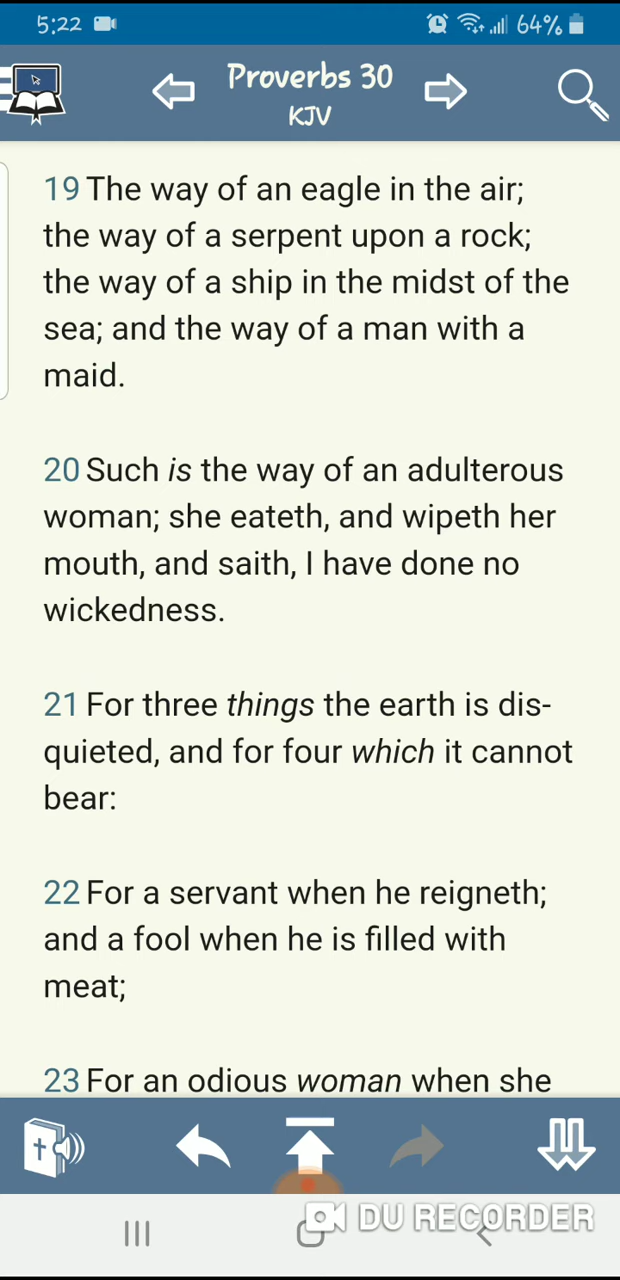 5:22 64%
Proverbs 30
KJV
19 The way of an eagle in the air;
the way of a serpent upon a rock;
the way of a ship in the midst of the
sea; and the way of a man with a
maid.
20 Such is the way of an adulterous
woman; she eateth, and wipeth her
mouth, and saith, I have done no
wickedness.
21 For three things the earth is dis-
quieted, and for four which it cannot
bear:
22 For a servant when he reigneth;
and a fool when he is filled with
meat;
23 For an odious woman when she
DU RECORDER